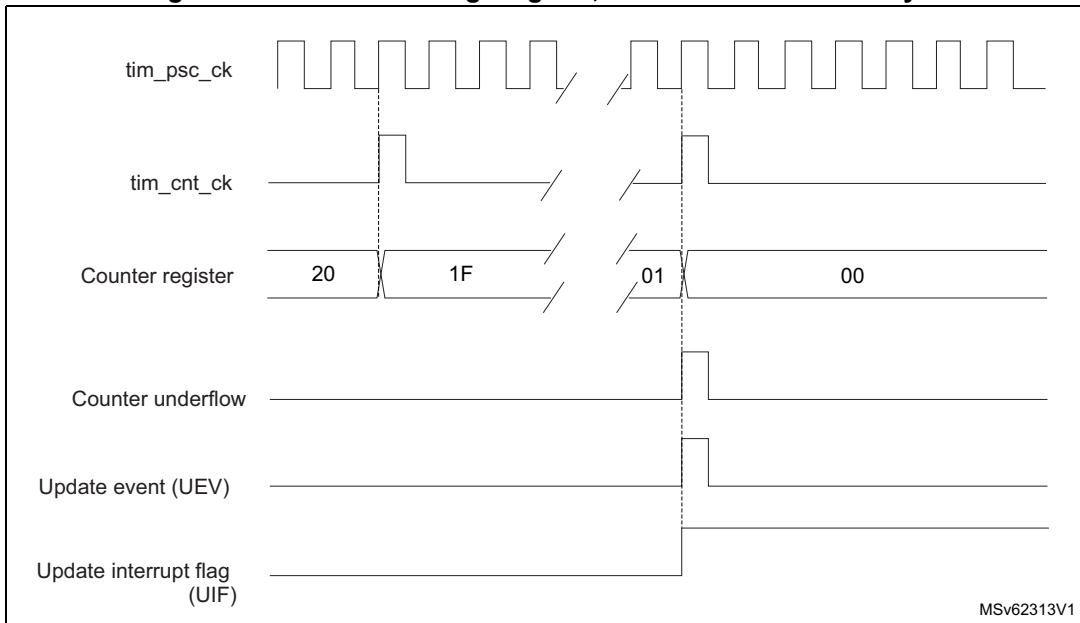 tim_psc_ck
tim_cnt_ck
Counter register
20
1F
01
00
Counter underflow
Update event (UEV)
Update interrupt flag
(UIF)
MSv62313V1